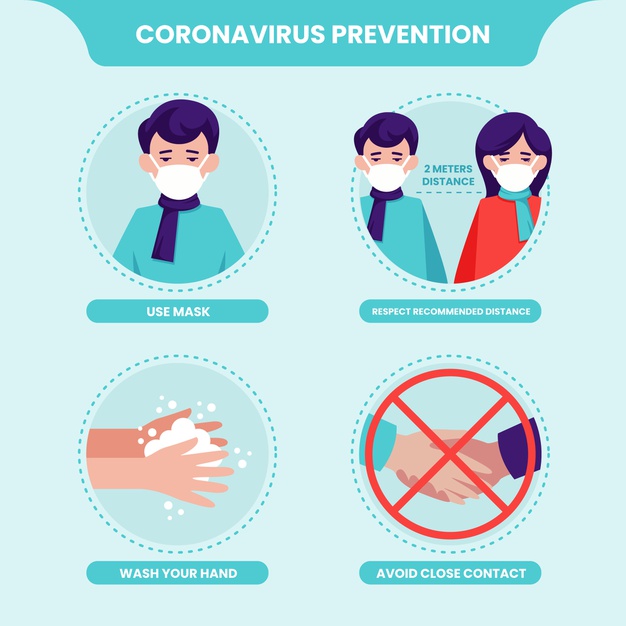 CORONAVIRUS PREVENTION
2 METERS
DISTANCE
USE MASK
RESPECT RECOMMENDED DISTANCE
WASH YOUR HAND
AVOID CLOSE CONTACT